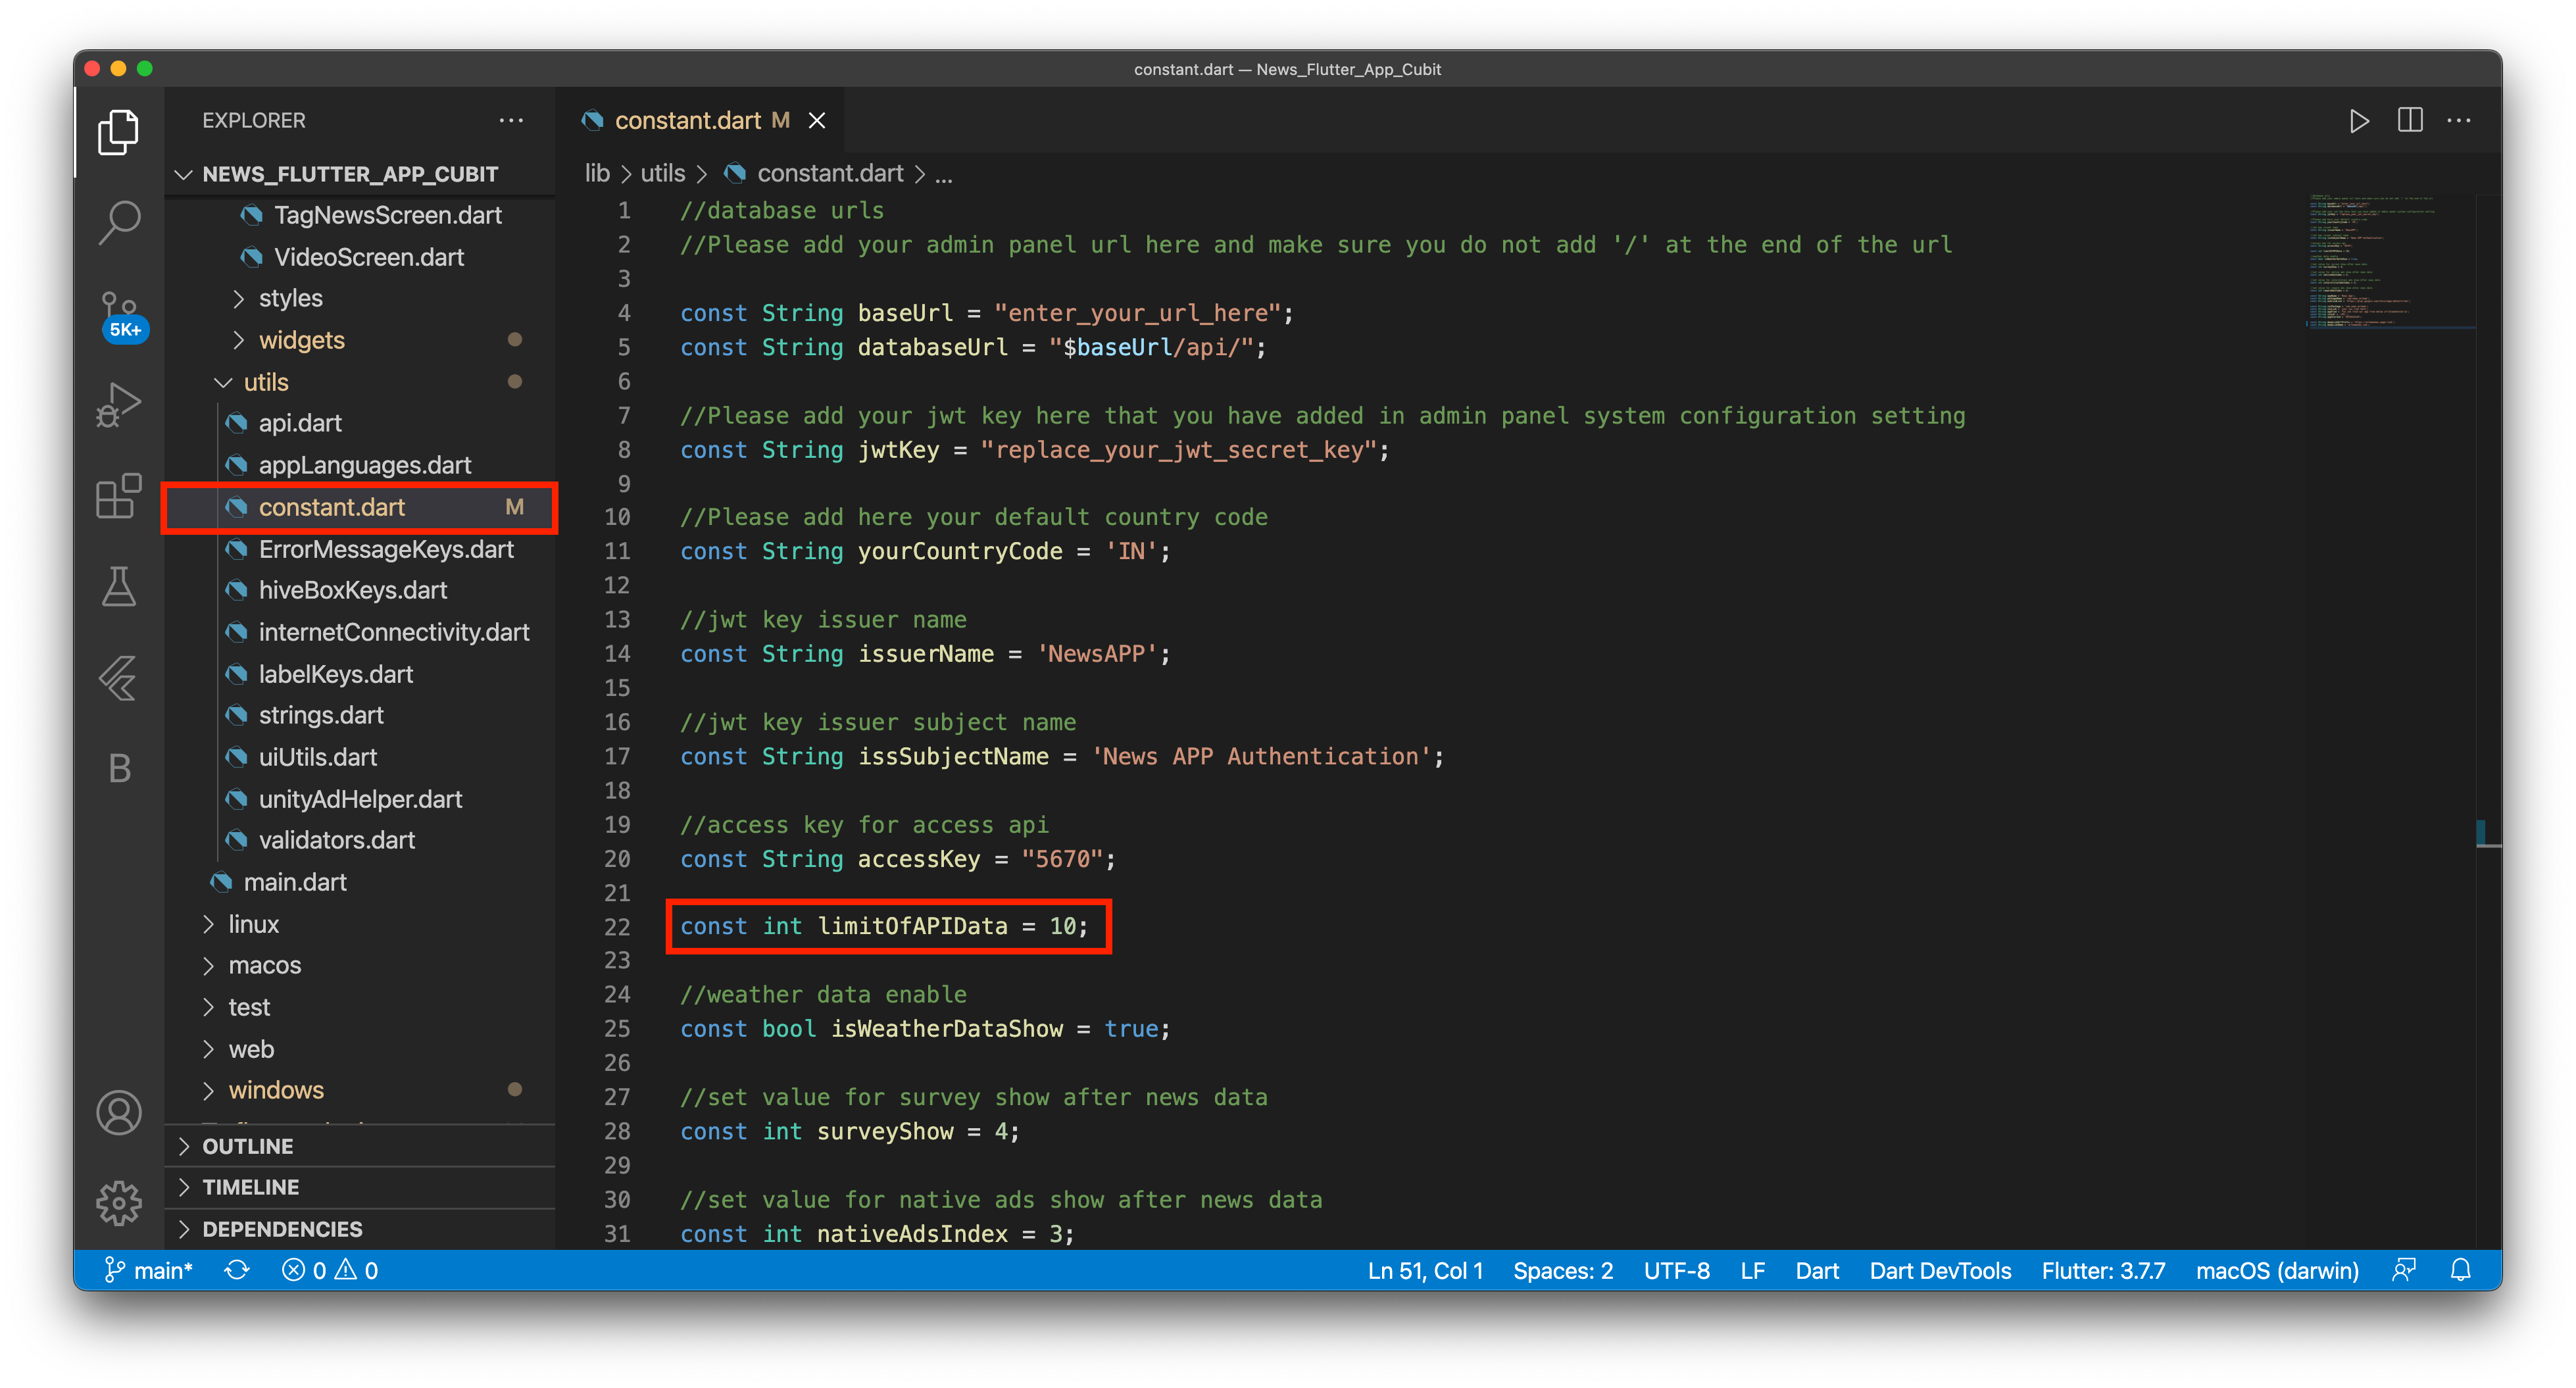 constant.dart — News_Flutter_App_Cubit
EXPLORER
NEWS_FLUTTER_APP_CUBIT
TagNewsScreen.dart
VideoScreen.dart
styles
widgets
utils
api.dart
appLanguages.dart
constant.dart M
ErrorMessageKeys.dart
hiveBoxKeys.dart
internetConnectivity.dart
labelKeys.dart
strings.dart
uiUtils.dart
unityAdHelper.dart
validators.dart
main.dart
linux
macos
test
web
windows
OUTLINE
TIMELINE
DEPENDENCIES
5K+
B
constant.dart M
lib > utils > constant.dart > ...
1 //database urls
2 //Please add your admin panel url here and make sure you do not add '/' at the end of the url
3
4 const String baseUrl = "enter_your_url_here";
5 const String databaseUrl = "$baseUrl/api/";
6
7 //Please add your jwt key here that you have added in admin panel system configuration setting
8 const String jwtKey = "replace_your_jwt_secret_key";
9
10 //Please add here your default country code
11 const String yourCountryCode = 'IN';
12
13 //jwt key issuer name
14 const String issuerName = 'NewsAPP';
15
16 //jwt key issuer subject name
17 const String issSubjectName = 'News APP Authentication';
18
19 //access key for access api
20 const String accessKey = "5670";
21
22 const int limitOfAPIData = 10;
23
24 //weather data enable
25 const bool isWeatherDataShow = true;
26
27 //set value for survey show after news data
28 const int surveyShow = 4;
29
30 //set value for native ads show after news data
31 const int nativeAdsIndex = 3;
main* 0 0 Ln 51, Col 1 Spaces: 2 UTF-8 LF Dart Dart DevTools Flutter: 3.7.7 macOS (darwin)